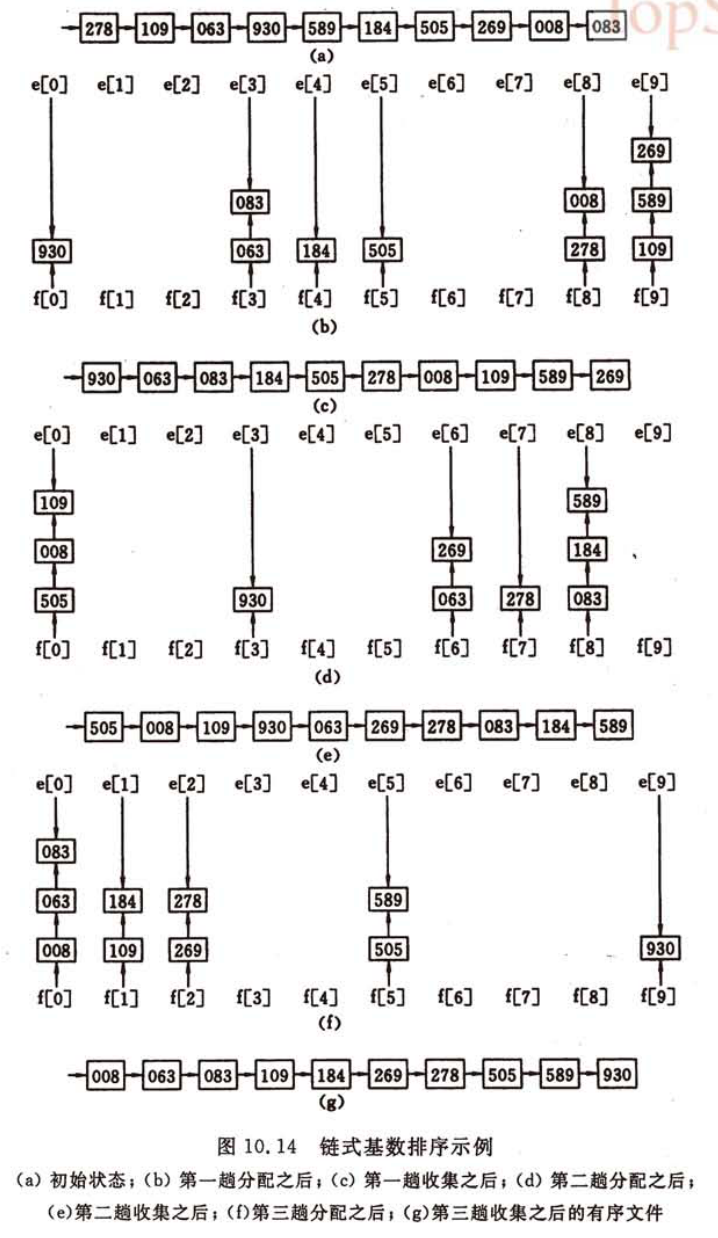 TopS
278 109 063 930 589 184 505 269 008 083
(a)
e[0] e[1] e[2] e[3] e[4] e[5] e[6] e[7] e[8] e[9]
269
083 008 589
930 063 184 505 278 109
f[0] f[1] f[2] f[3] f[4] f[5] f[6] f[7] f[8] f[9]
(b)
930 063 083 184 505 278 008 109 589 269
(c)
e[0] e[1] e[2] e[3] e[4] e[5] e[6] e[7] e[8] e[9]
109 589
008 269 184
505 930 063 278 083
f[0] f[1] f[2] f[3] f[4] f[5] f[6] f[7] f[8] f[9]
(d)
505 008 109 930 063 269 278 083 184 589
(e)
e[0] e[1] e[2] e[3] e[4] e[5] e[6] e[7] e[8] e[9]
083
063 184 278 589
008 109 269 505 930
f[0] f[1] f[2] f[3] f[4] f[5] f[6] f[7] f[8] f[9]
(f)
008 063 083 109 184 269 278 505 589 930
(g)
图 10.14 链式基数排序示例
(a) 初始状态；(b) 第一趟分配之后；(c) 第一趟收集之后；(d) 第二趟分配之后；
(e)第二趟收集之后；(f)第三趟分配之后；(g)第三趟收集之后的有序文件